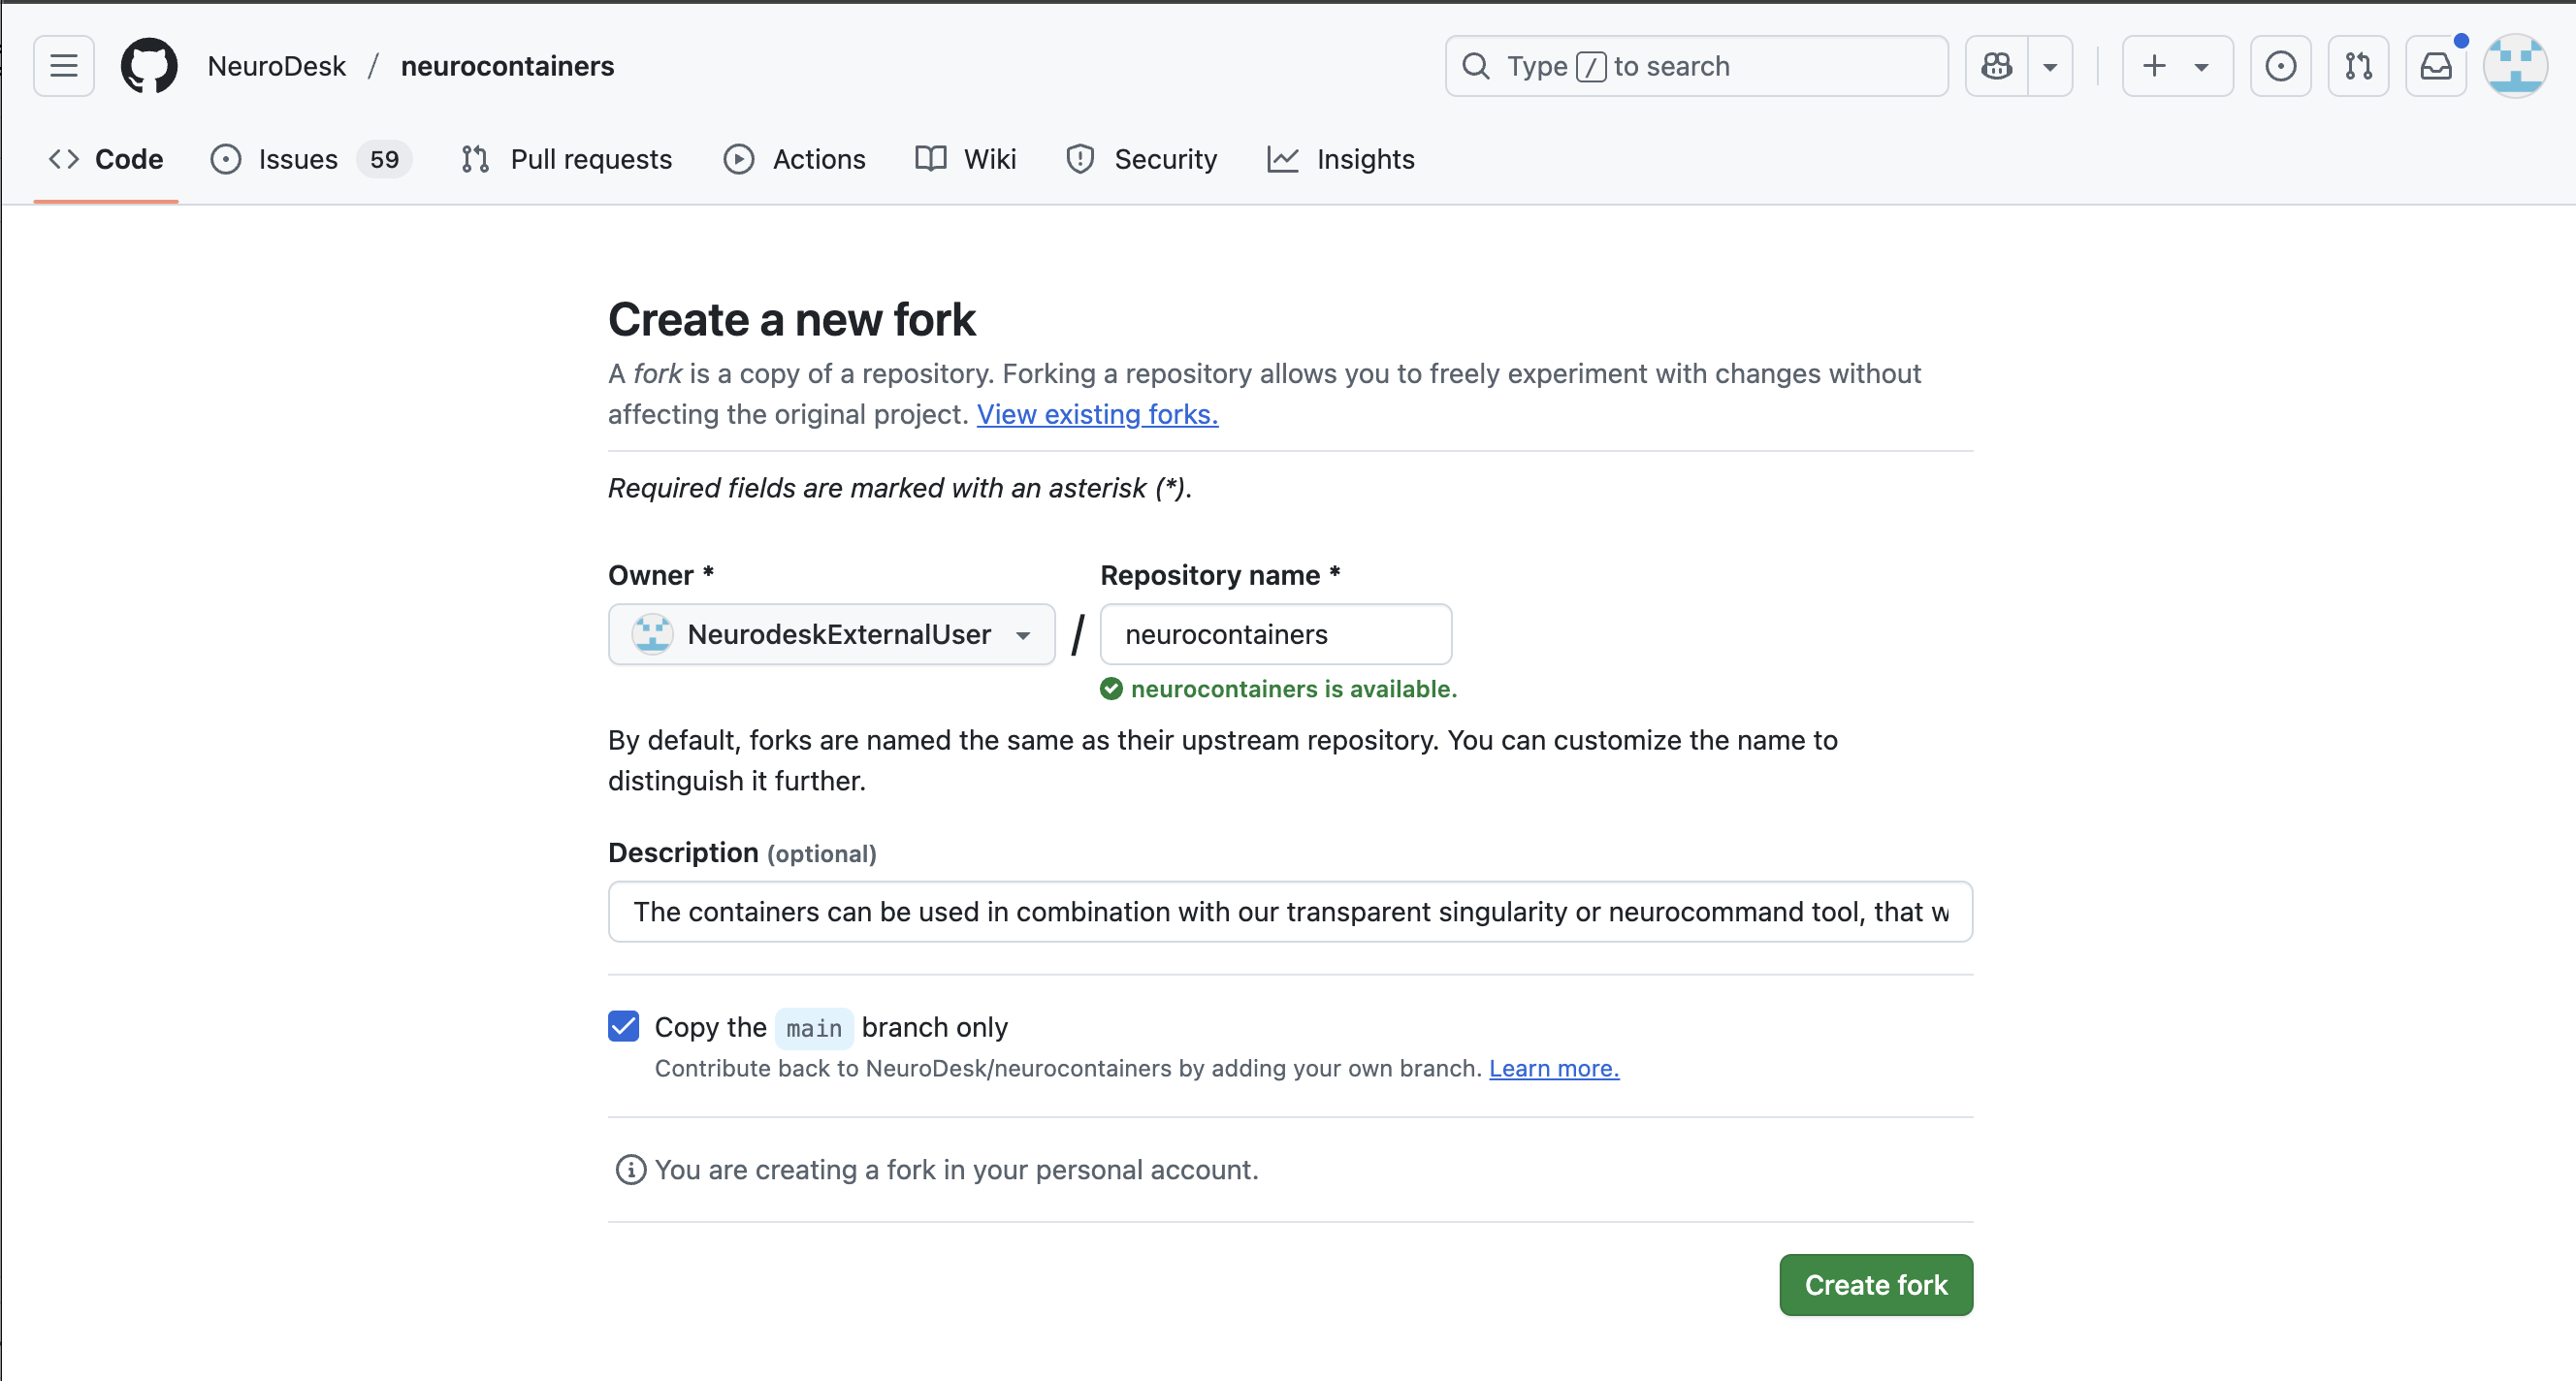 NeuroDesk / neurocontainers
Type / to search
Code
Issues 59
Pull requests
Actions
Wiki
Security
Insights
Create a new fork
A fork is a copy of a repository. Forking a repository allows you to freely experiment with changes without
affecting the original project. View existing forks.
Required fields are marked with an asterisk (*).
Owner *
Repository name *
NeurodeskExternalUser / neurocontainers
neurocontainers is available.
By default, forks are named the same as their upstream repository. You can customize the name to
distinguish it further.
Description (optional)
The containers can be used in combination with our transparent singularity or neurocommand tool, that w
Copy the main branch only
Contribute back to NeuroDesk/neurocontainers by adding your own branch. Learn more.
You are creating a fork in your personal account.
Create fork